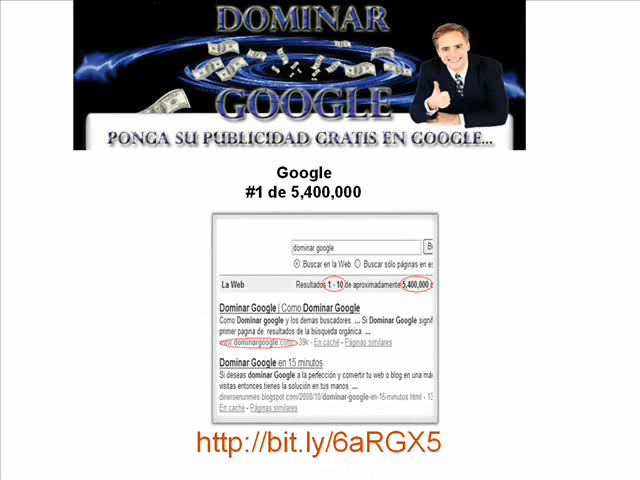 DOMINAR
GOOGLE
PONGA SU PUBLICIDAD GRATIS EN GOOGLE...
Google
#1 de 5,400,000
dominar google
Buscar en la Web Buscar sólo páginas en es
La Web Resultados 1 - 10 de aproximadamente 5,400,000
Dominar Google | Como Dominar Google
Como Dominar google y los demas buscadores. ... Si Dominar Google signif
primer pagina de. resultados de la búsqueda orgánica. ...
www.dominargoogle.com/ - 39k - En caché - Páginas similares
Dominar Google en 15 minutos
Si deseas dominar Google a la perfección y convertir tu web o blog en una má
visitas entonces tienes la solución en tus manos. ...
dineroenunmes.blogspot.com/2008/10/dominar-google-en-15-minutos.html - 13
En caché - Páginas similares
http://bit.ly/6aRGX5